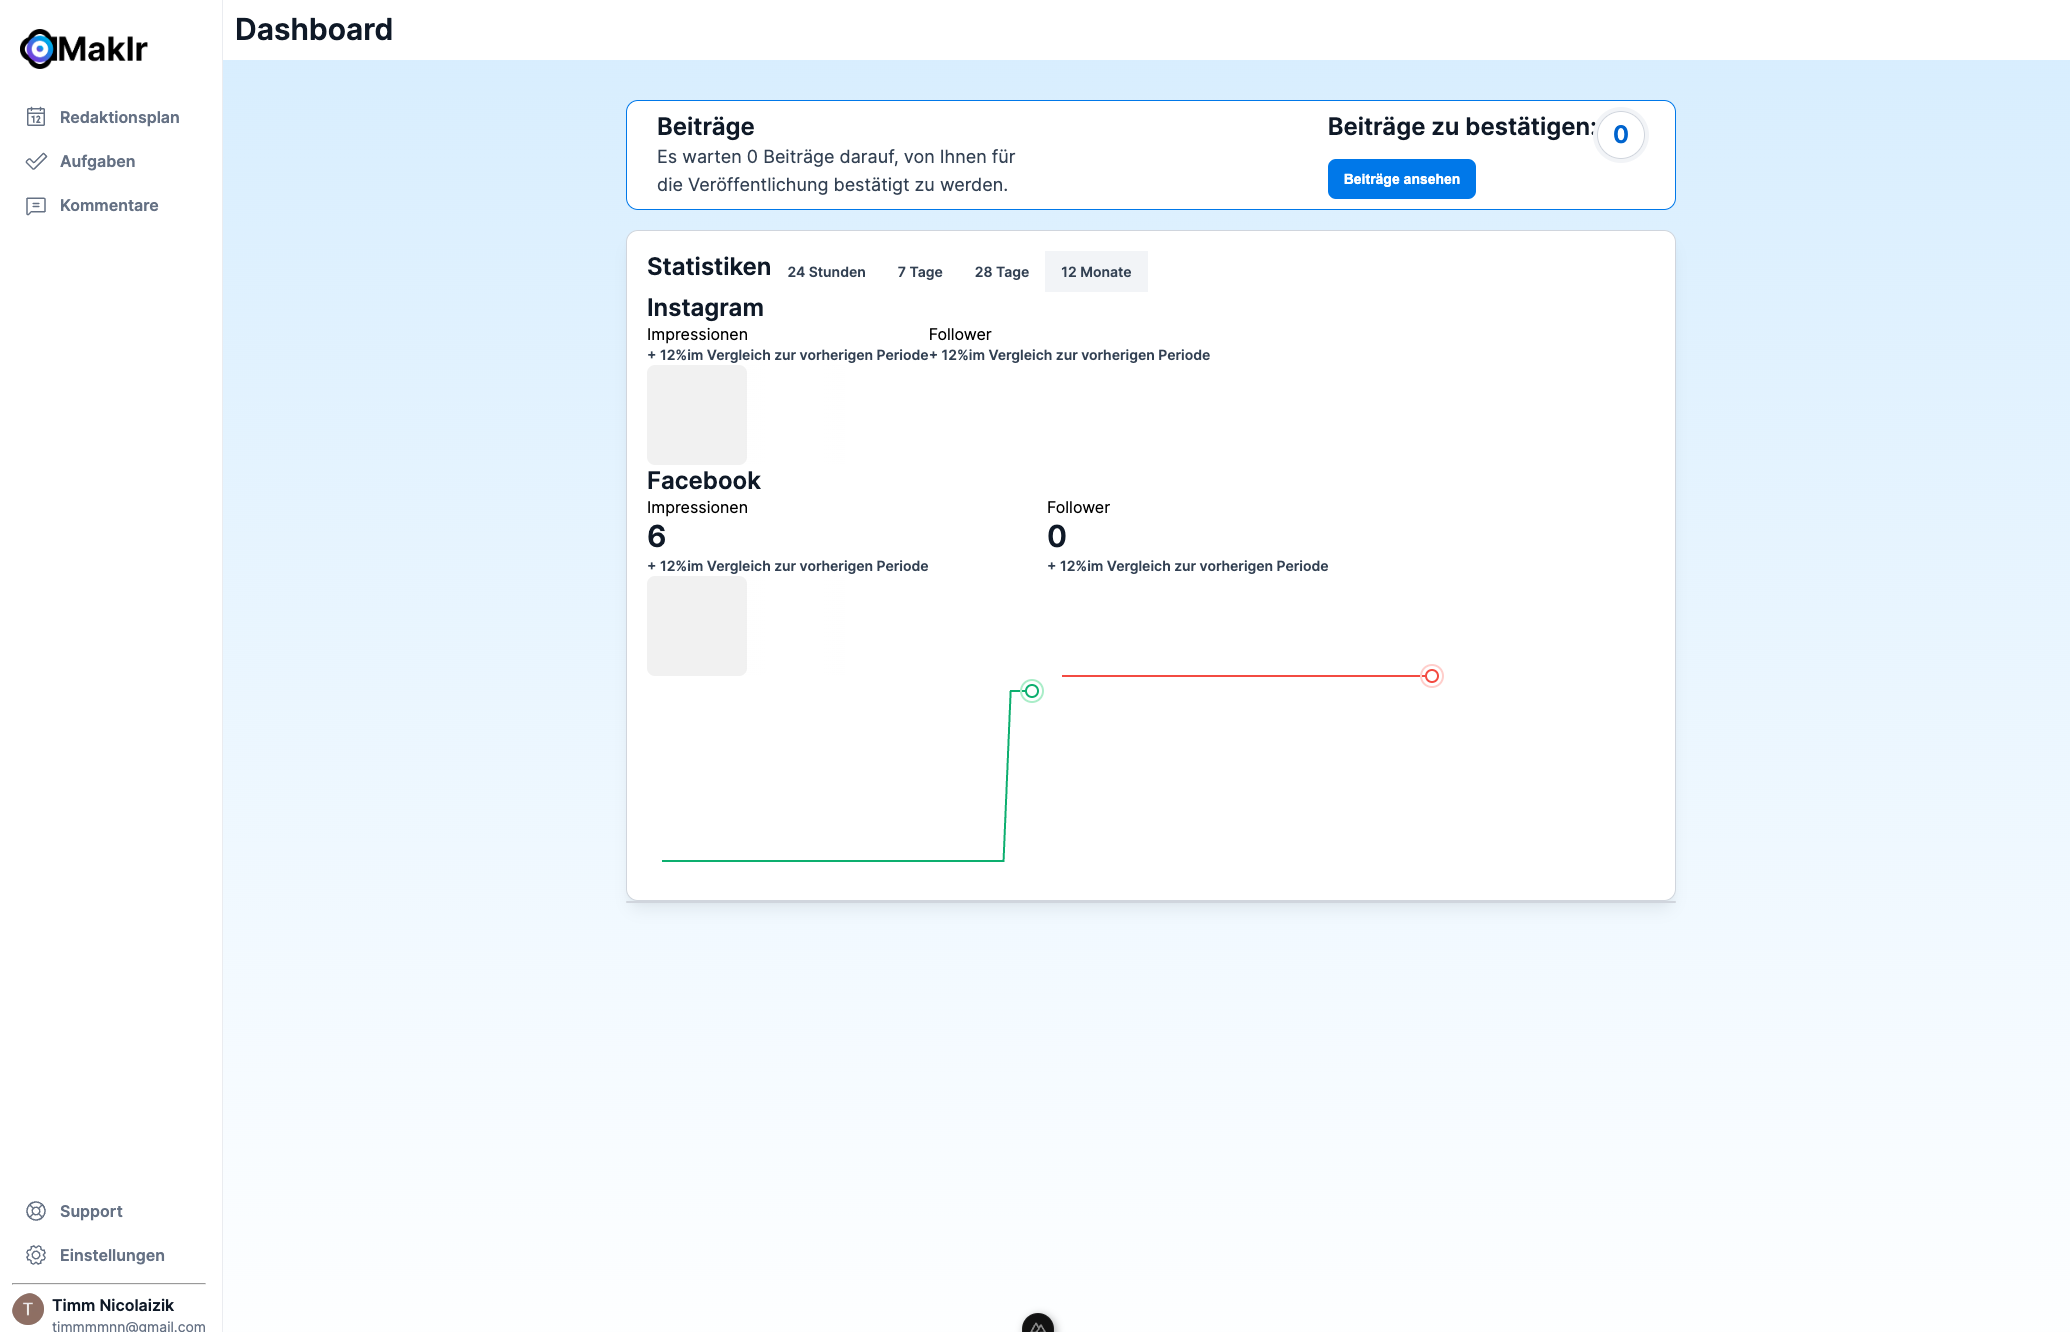 Maklr
Dashboard
12
Redaktionsplan
Aufgaben
Kommentare
Beiträge
Es warten 0 Beiträge darauf, von Ihnen für
die Veröffentlichung bestätigt zu werden.
Beiträge zu bestätigen:
0
Beiträge ansehen
Statistiken 24 Stunden 7 Tage 28 Tage 12 Monate
Instagram
Impressionen Follower
+ 12%im Vergleich zur vorherigen Periode+ 12%im Vergleich zur vorherigen Periode
Facebook
Impressionen Follower
6 0
+ 12%im Vergleich zur vorherigen Periode + 12%im Vergleich zur vorherigen Periode
Support
Einstellungen
T
Timm Nicolaizik
timmmmnn@gmail.com